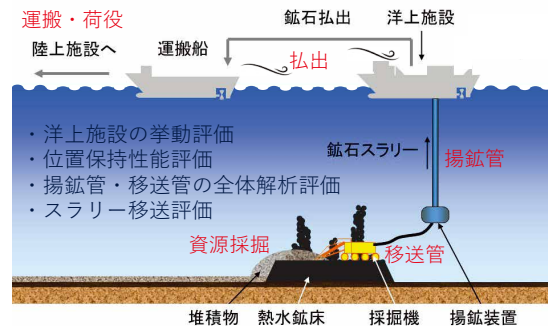 運搬・荷役
陸上施設へ
運搬船
鉱石払出
払出
洋上施設
・洋上施設の挙動評価
・位置保持性能評価
・揚鉱管・移送管の全体解析評価
・スラリー移送評価
鉱石スラリー
揚鉱管
資源採掘
移送管
堆積物
熱水鉱床
採掘機
揚鉱装置